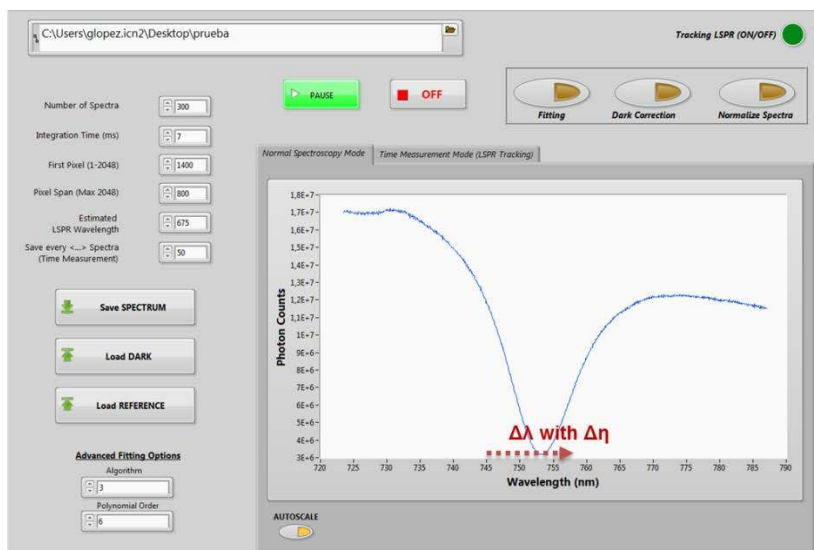 C:\Users\glopez.icn2\Desktop\prueba
Tracking LSPR (ON/OFF)
PAUSE
OFF
Fitting
Dark Correction
Normalize Spectra
Number of Spectra
300
Integration Time (ms)
7
First Pixel (1-2048)
1400
Pixel Span (Max 2048)
800
Estimated
LSPR Wavelength
675
Save every <...> Spectra
(Time Measurement)
50
Save SPECTRUM
Load DARK
Load REFERENCE
Advanced Fitting Options
Algorithm
3
Polynomial Order
6
Normal Spectroscopy Mode
Time Measurement Mode (LSPR Tracking)
Photon Counts
1,8E+7
1,7E+7
1,6E+7
1,5E+7
1,4E+7
1,3E+7
1,2E+7
1,1E+7
1E+7
9E+6
8E+6
7E+6
6E+6
5E+6
4E+6
3E+6
Δλ with Δη
720 725 730 735 740 745 750 755 760 765 770 775 780 785 790
Wavelength (nm)
AUTOSCALE